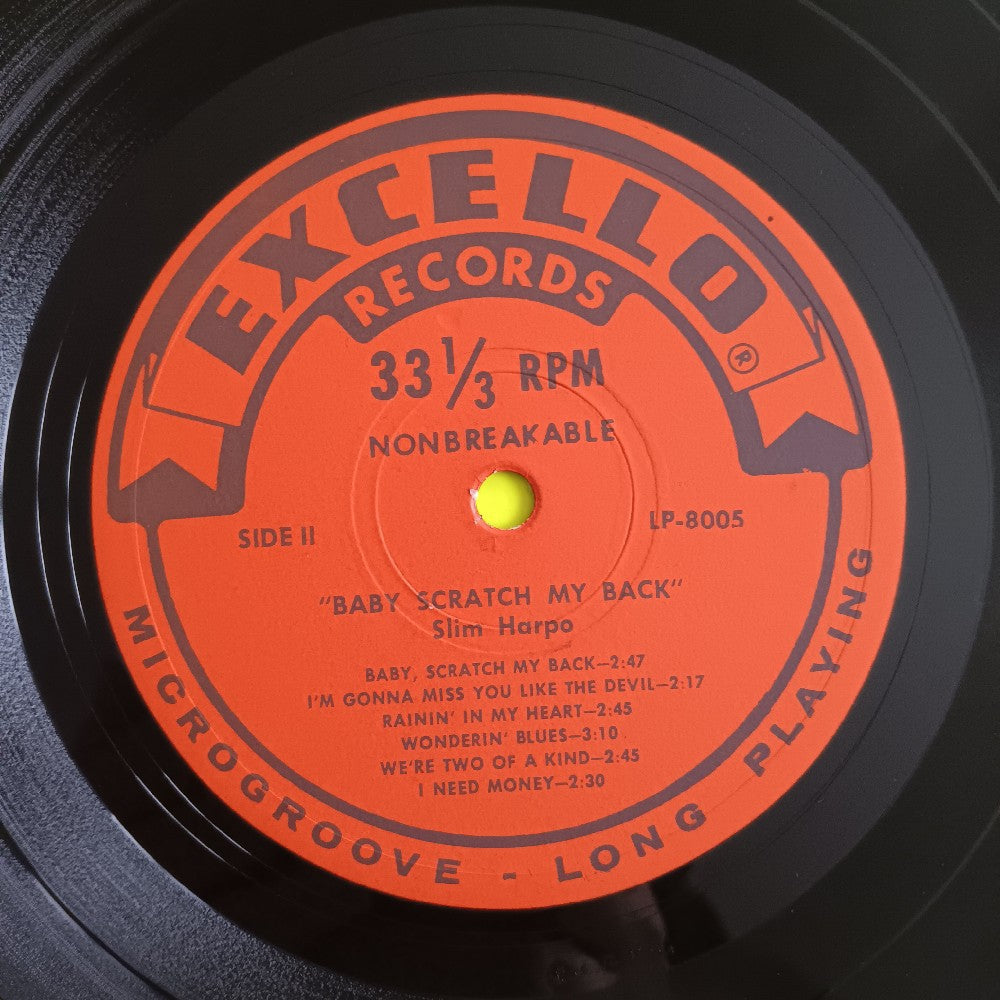 EXCELLO
®
RECORDS
33 1/3 RPM
NONBREAKABLE
SIDE II
LP-8005
"BABY SCRATCH MY BACK"
Slim Harpo
BABY, SCRATCH MY BACK—2:47
I'M GONNA MISS YOU LIKE THE DEVIL—2:17
RAININ' IN MY HEART—2:45
WONDERIN' BLUES—3:10
WE'RE TWO OF A KIND—2:45
I NEED MONEY—2:30
MICROGROOVE - LONG PLAYING